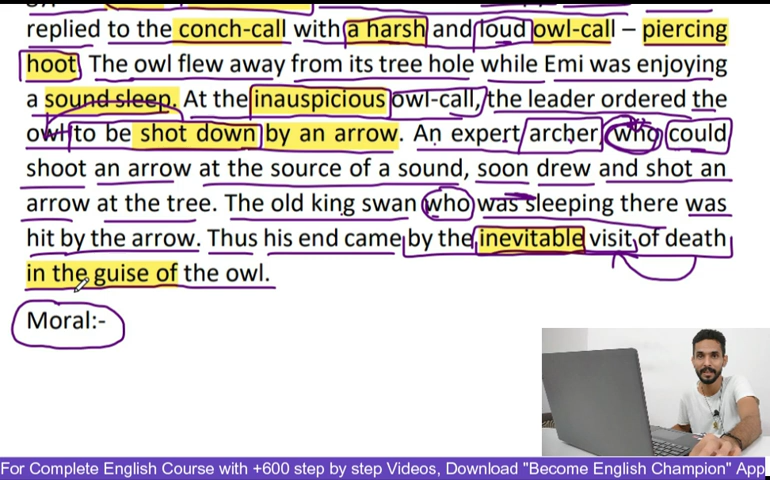 replied to the conch-call with a harsh and loud owl-call – piercing
hoot. The owl flew away from its tree hole while Emi was enjoying
a sound sleep. At the inauspicious owl-call, the leader ordered the
owl to be shot down by an arrow. An expert archer who could
shoot an arrow at the source of a sound, soon drew and shot an
arrow at the tree. The old king swan who was sleeping there was
hit by the arrow. Thus his end came by the inevitable visit of death
in the guise of the owl.
Moral:-
For Complete English Course with +600 step by step Videos, Download "Become English Champion" App